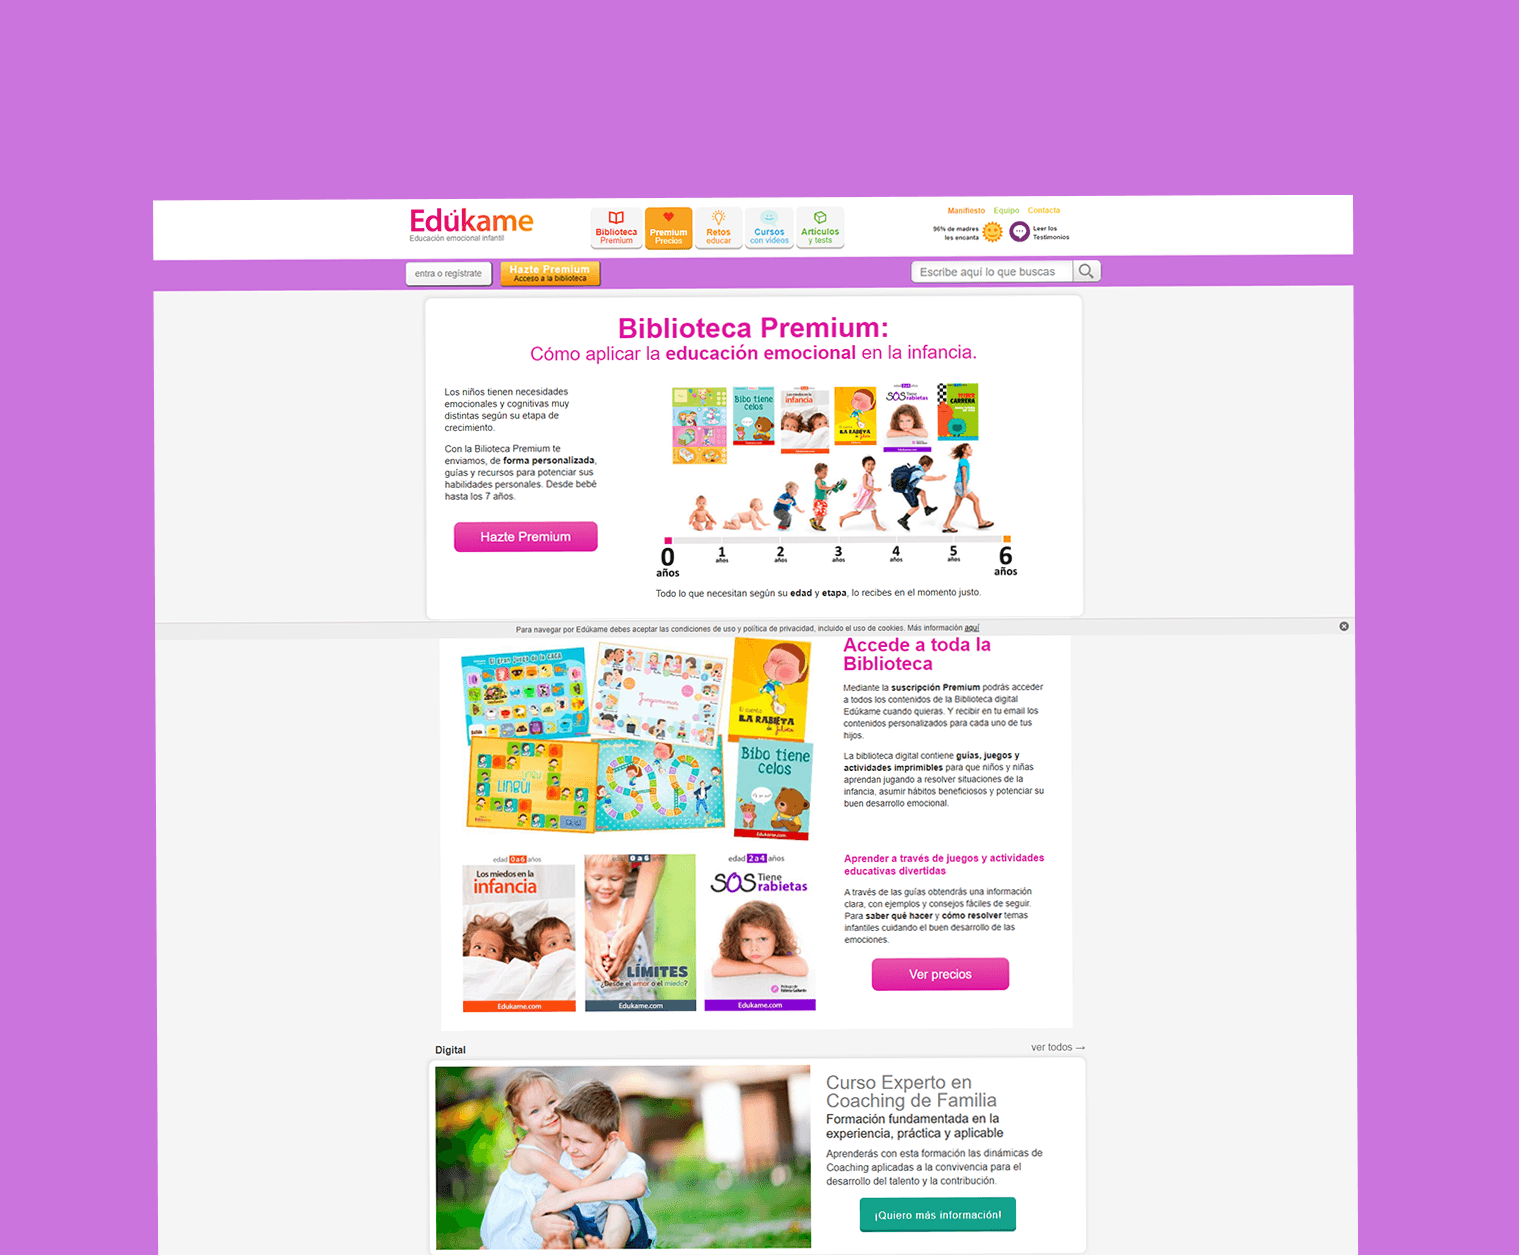 Edúkame
Educación emocional infantil
Biblioteca
Premium
Premium
Precios
Retos
educar
Cursos
con vídeos
Artículos
y tests
Manifiesto Equipo Contacta
96% de madres
les encanta
Leer los
Testimonios
entra o regístrate
Hazte Premium
Acceso a la biblioteca
Escribe aquí lo que buscas
Biblioteca Premium:
Cómo aplicar la educación emocional en la infancia.
Los niños tienen necesidades
emocionales y cognitivas muy
distintas según su etapa de
crecimiento.
Con la Bilioteca Premium te
enviamos, de forma personalizada,
guías y recursos para potenciar sus
habilidades personales. Desde bebé
hasta los 7 años.
Hazte Premium
Bibo tiene
celos
Los miedos en la
infancia
LA RABIETA
edad 2a4 años
SOS Tiene
rabietas
CARRERA
0 años
1 años
2 años
3 años
4 años
5 años
6 años
Todo lo que necesitan según su edad y etapa, lo recibes en el momento justo.
Para navegar por Edúkame debes aceptar las condiciones de uso y política de privacidad, incluido el uso de cookies. Más información aquí
El gran juego de la CACA
Juguemos
El cuento
LA RABIETA
de Julieta
LINGÜI
Bibo tiene
celos
Edukame.com
Accede a toda la
Biblioteca
Mediante la suscripción Premium podrás acceder
a todos los contenidos de la Biblioteca digital
Edúkame cuando quieras. Y recibir en tu email los
contenidos personalizados para cada uno de tus
hijos.
La biblioteca digital contiene guías, juegos y
actividades imprimibles para que niños y niñas
aprendan jugando a resolver situaciones de la
infancia, asumir hábitos beneficiosos y potenciar su
buen desarrollo emocional.
edad 0a6 años
Los miedos en la
infancia
Edukame.com
edad 0a6 años
LÍMITES
¿Desde el amor o el miedo?
Edukame.com
edad 2a4 años
SOS Tiene
rabietas
Edukame.com
Aprender a través de juegos y actividades
educativas divertidas
A través de las guías obtendrás una información
clara, con ejemplos y consejos fáciles de seguir.
Para saber qué hacer y cómo resolver temas
infantiles cuidando el buen desarrollo de las
emociones.
Ver precios
Digital
ver todos →
Curso Experto en
Coaching de Familia
Formación fundamentada en la
experiencia, práctica y aplicable
Aprenderás con esta formación las dinámicas de
Coaching aplicadas a la convivencia para el
desarrollo del talento y la contribución.
¡Quiero más información!